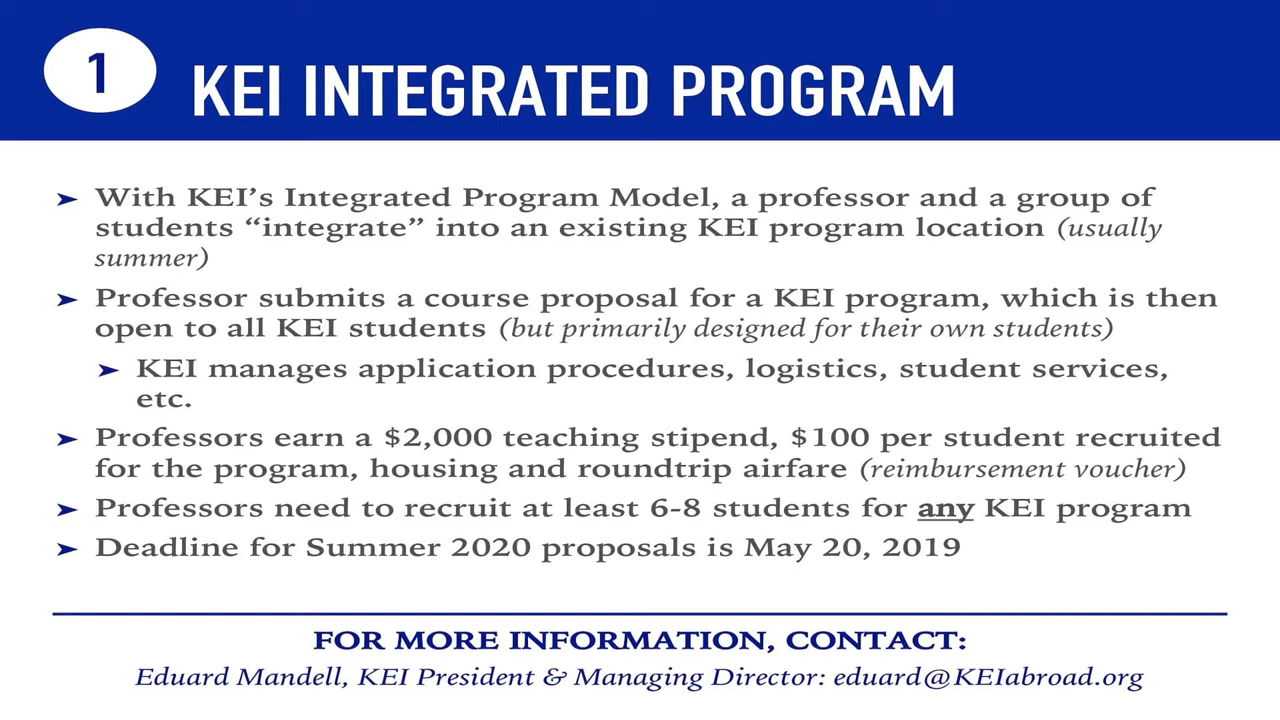 1
KEI INTEGRATED PROGRAM
➤ With KEI’s Integrated Program Model, a professor and a group of
students “integrate” into an existing KEI program location (usually
summer)
➤ Professor submits a course proposal for a KEI program, which is then
open to all KEI students (but primarily designed for their own students)
➤ KEI manages application procedures, logistics, student services,
etc.
➤ Professors earn a $2,000 teaching stipend, $100 per student recruited
for the program, housing and roundtrip airfare (reimbursement voucher)
➤ Professors need to recruit at least 6-8 students for any KEI program
➤ Deadline for Summer 2020 proposals is May 20, 2019
FOR MORE INFORMATION, CONTACT:
Eduard Mandell, KEI President & Managing Director: eduard@KEIabroad.org